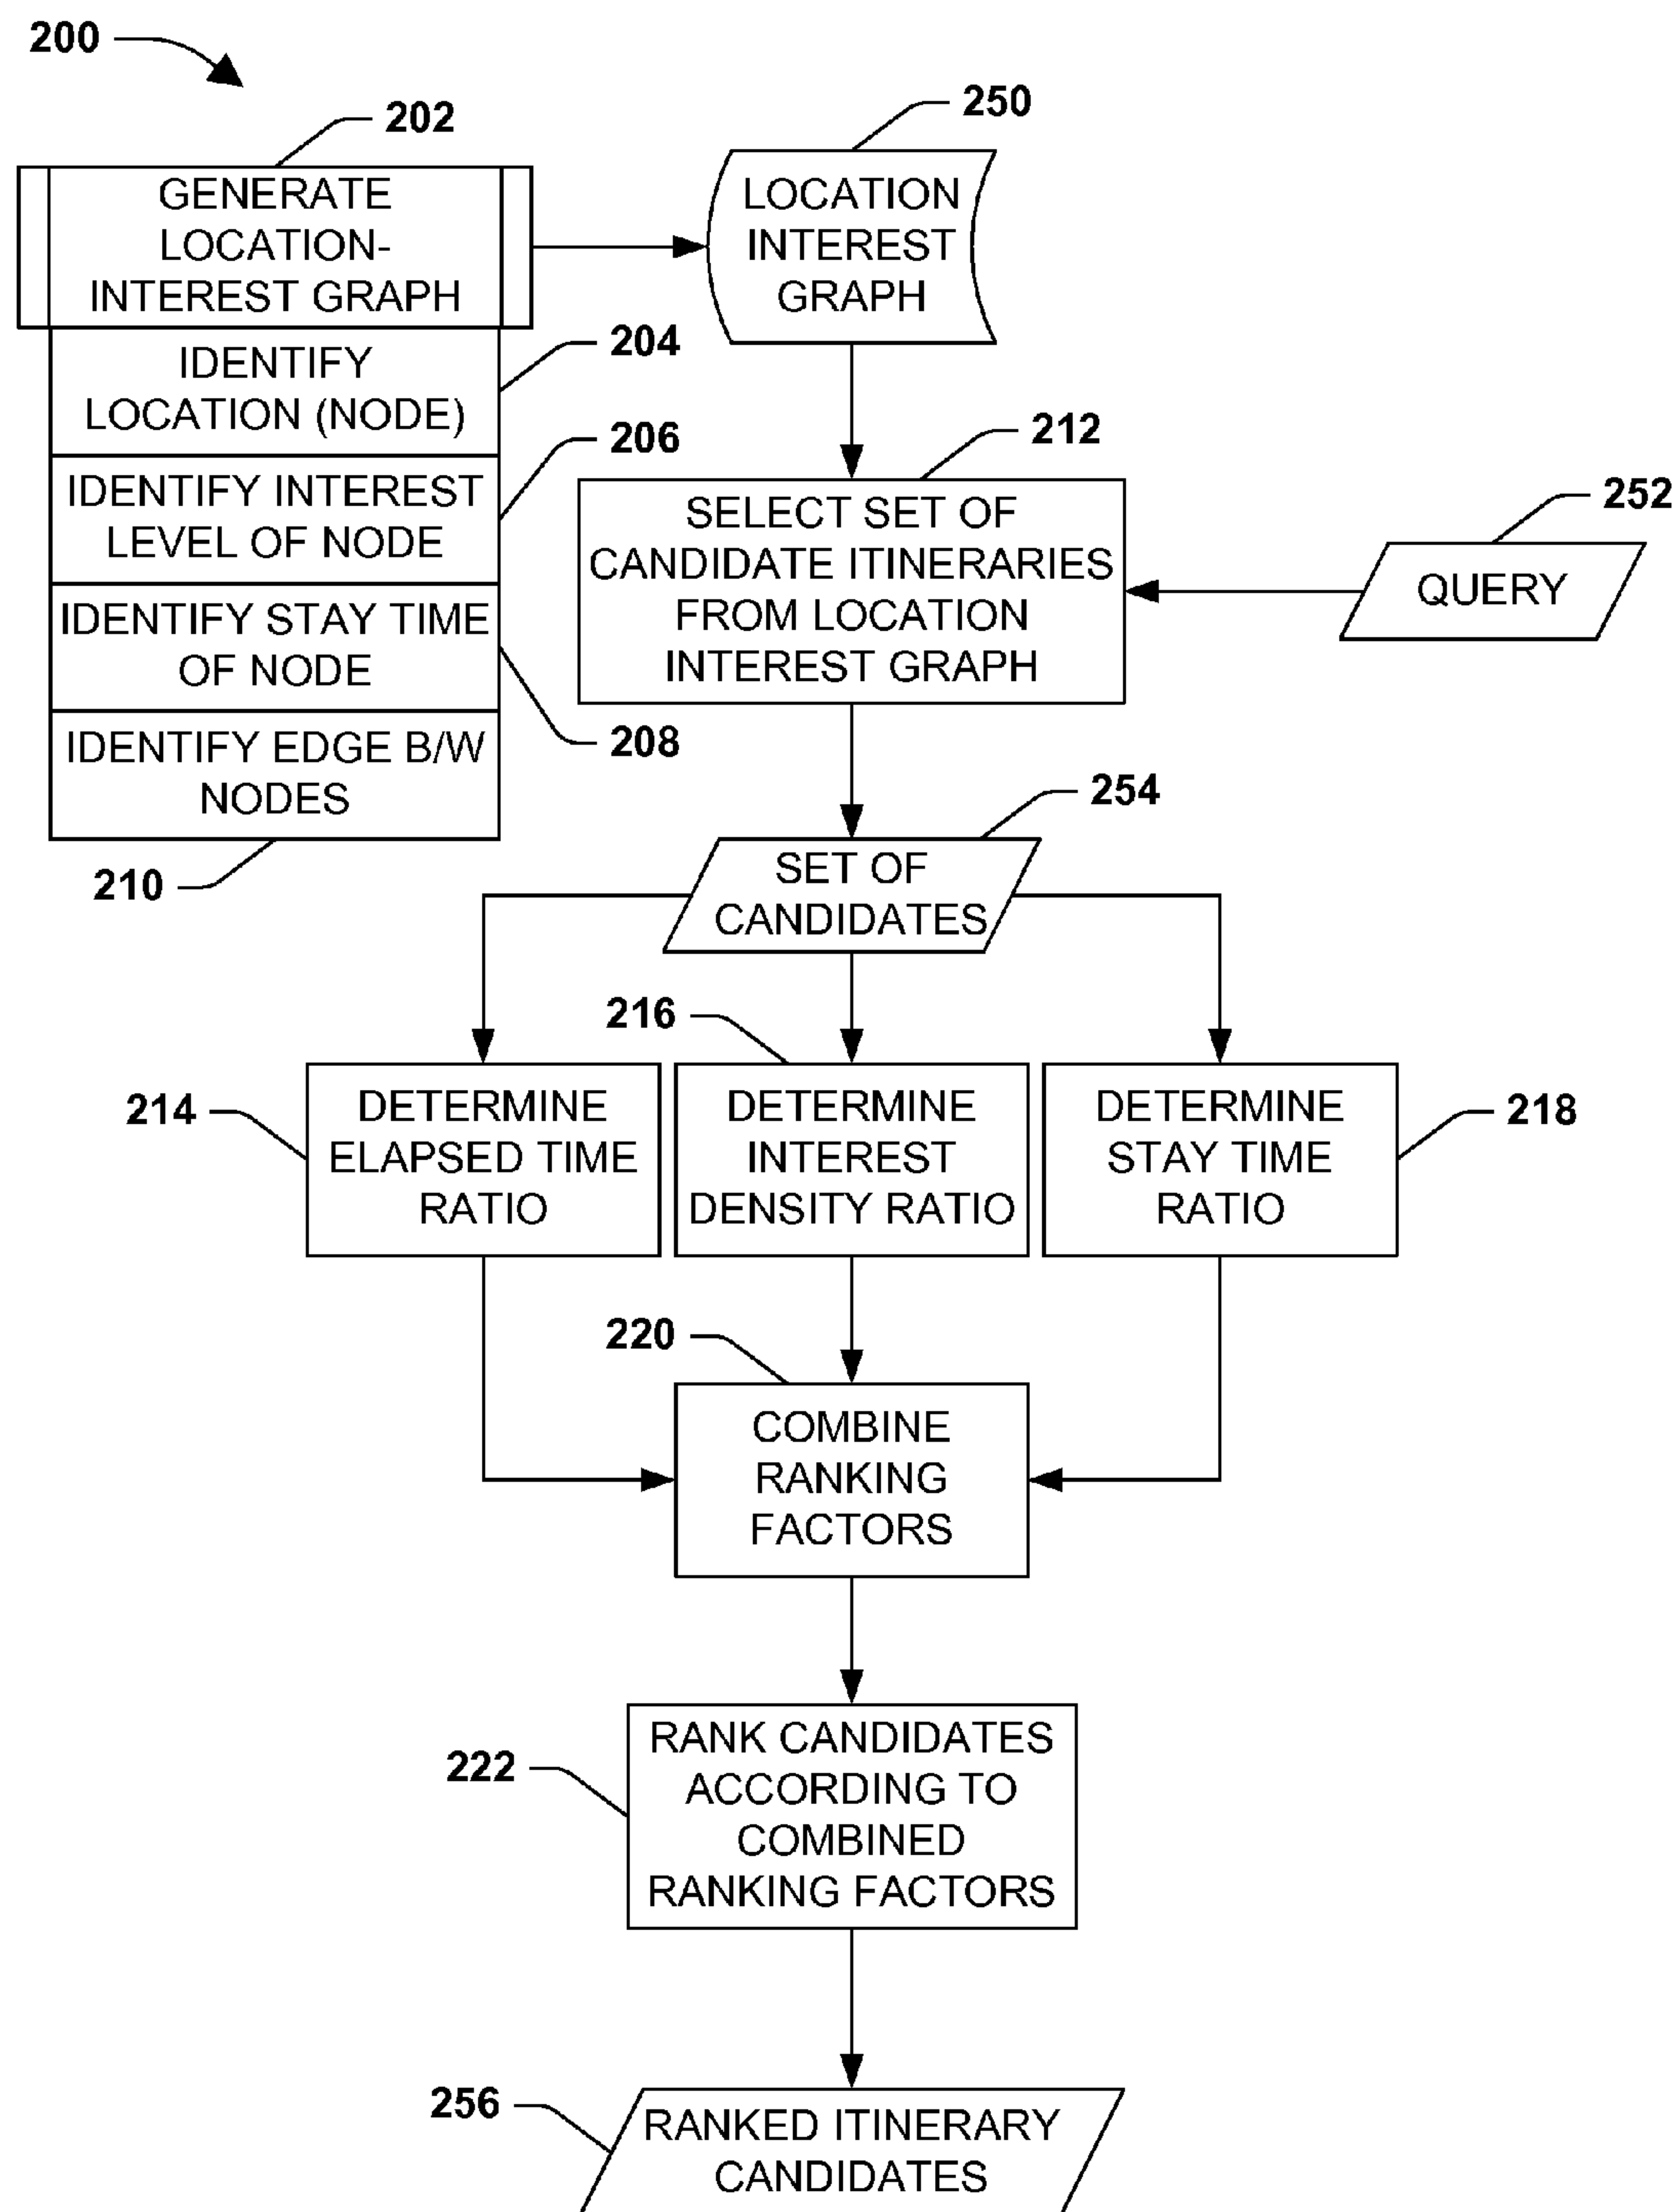 200
202
GENERATE
LOCATION-
INTEREST GRAPH
250
LOCATION
INTEREST
GRAPH
204
IDENTIFY
LOCATION (NODE)
206
IDENTIFY INTEREST
LEVEL OF NODE
208
IDENTIFY STAY TIME
OF NODE
210
IDENTIFY EDGE B/W
NODES
212
SELECT SET OF
CANDIDATE ITINERARIES
FROM LOCATION
INTEREST GRAPH
252
QUERY
254
SET OF
CANDIDATES
214
DETERMINE
ELAPSED TIME
RATIO
216
DETERMINE
INTEREST
DENSITY RATIO
218
DETERMINE
STAY TIME
RATIO
220
COMBINE
RANKING
FACTORS
222
RANK CANDIDATES
ACCORDING TO
COMBINED
RANKING FACTORS
256
RANKED ITINERARY
CANDIDATES